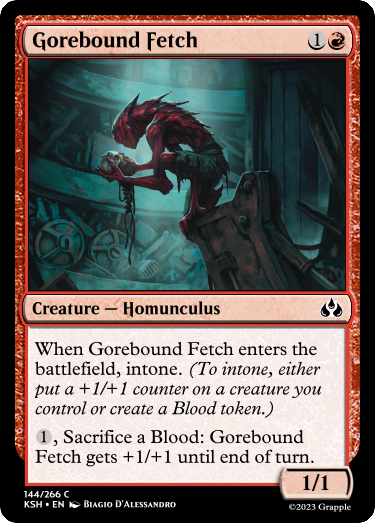 Gorebound Fetch 1
Creature — Homunculus
When Gorebound Fetch enters the
battlefield, intone. (To intone, either
put a +1/+1 counter on a creature you
control or create a Blood token.)
1, Sacrifice a Blood: Gorebound
Fetch gets +1/+1 until end of turn.
1/1
144/266 C
KSH • EN Biagio D'Alessandro
©2023 Grapple